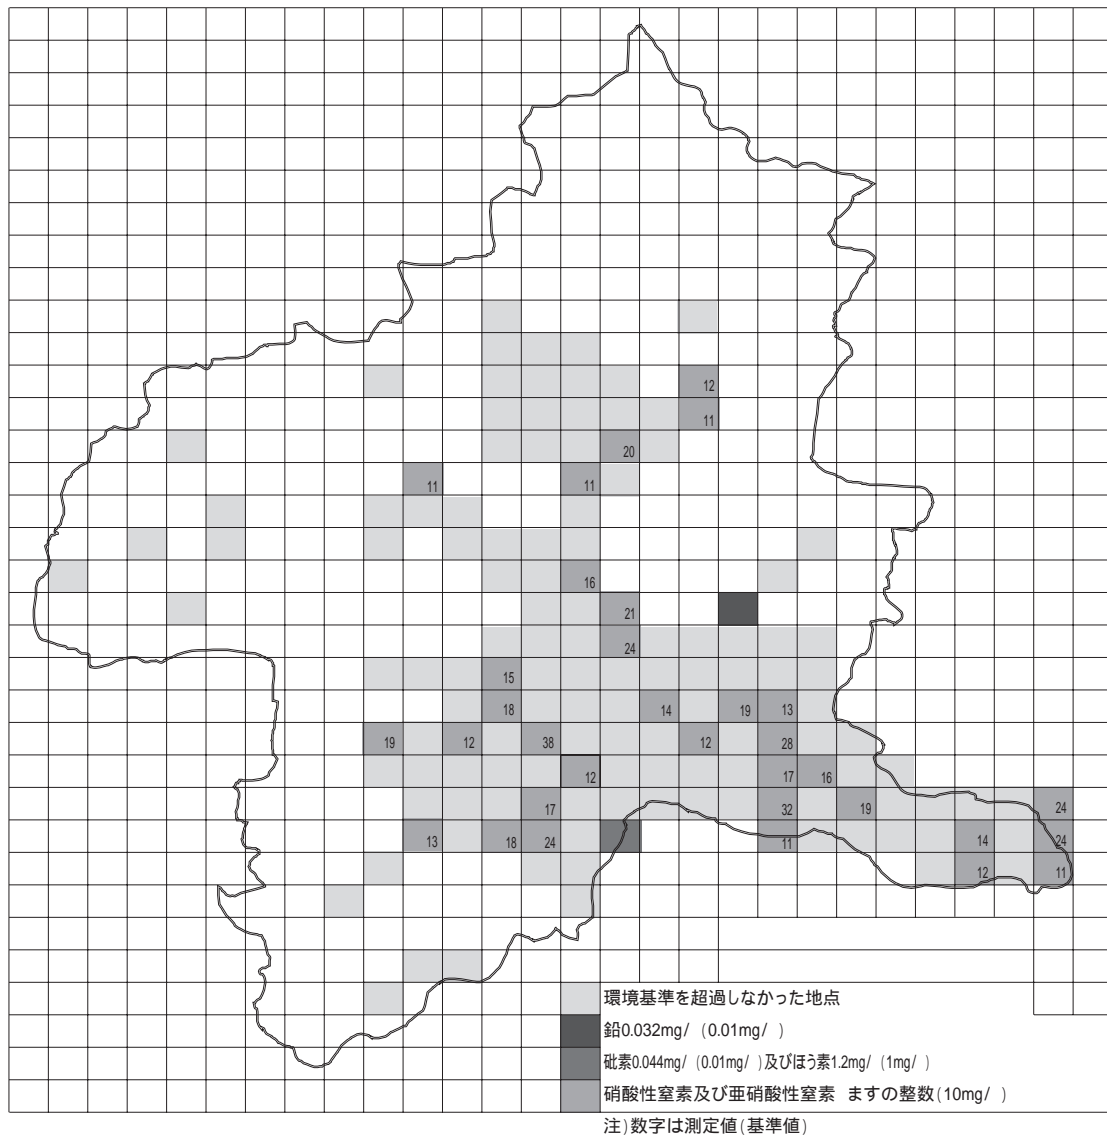 12
11
20
11 11
16
21
24
15
18 14 19 13
19 12 38 12 28
12 17 16
17 32 19 24
13 18 24 11 14 24
12 11
環境基準を超過しなかった地点
鉛0.032mg/ (0.01mg/ )
砒素0.044mg/ (0.01mg/ )及びほう素1.2mg/ (1mg/ )
硝酸性窒素及び亜硝酸性窒素 ますの整数(10mg/ )
注)数字は測定値(基準値)